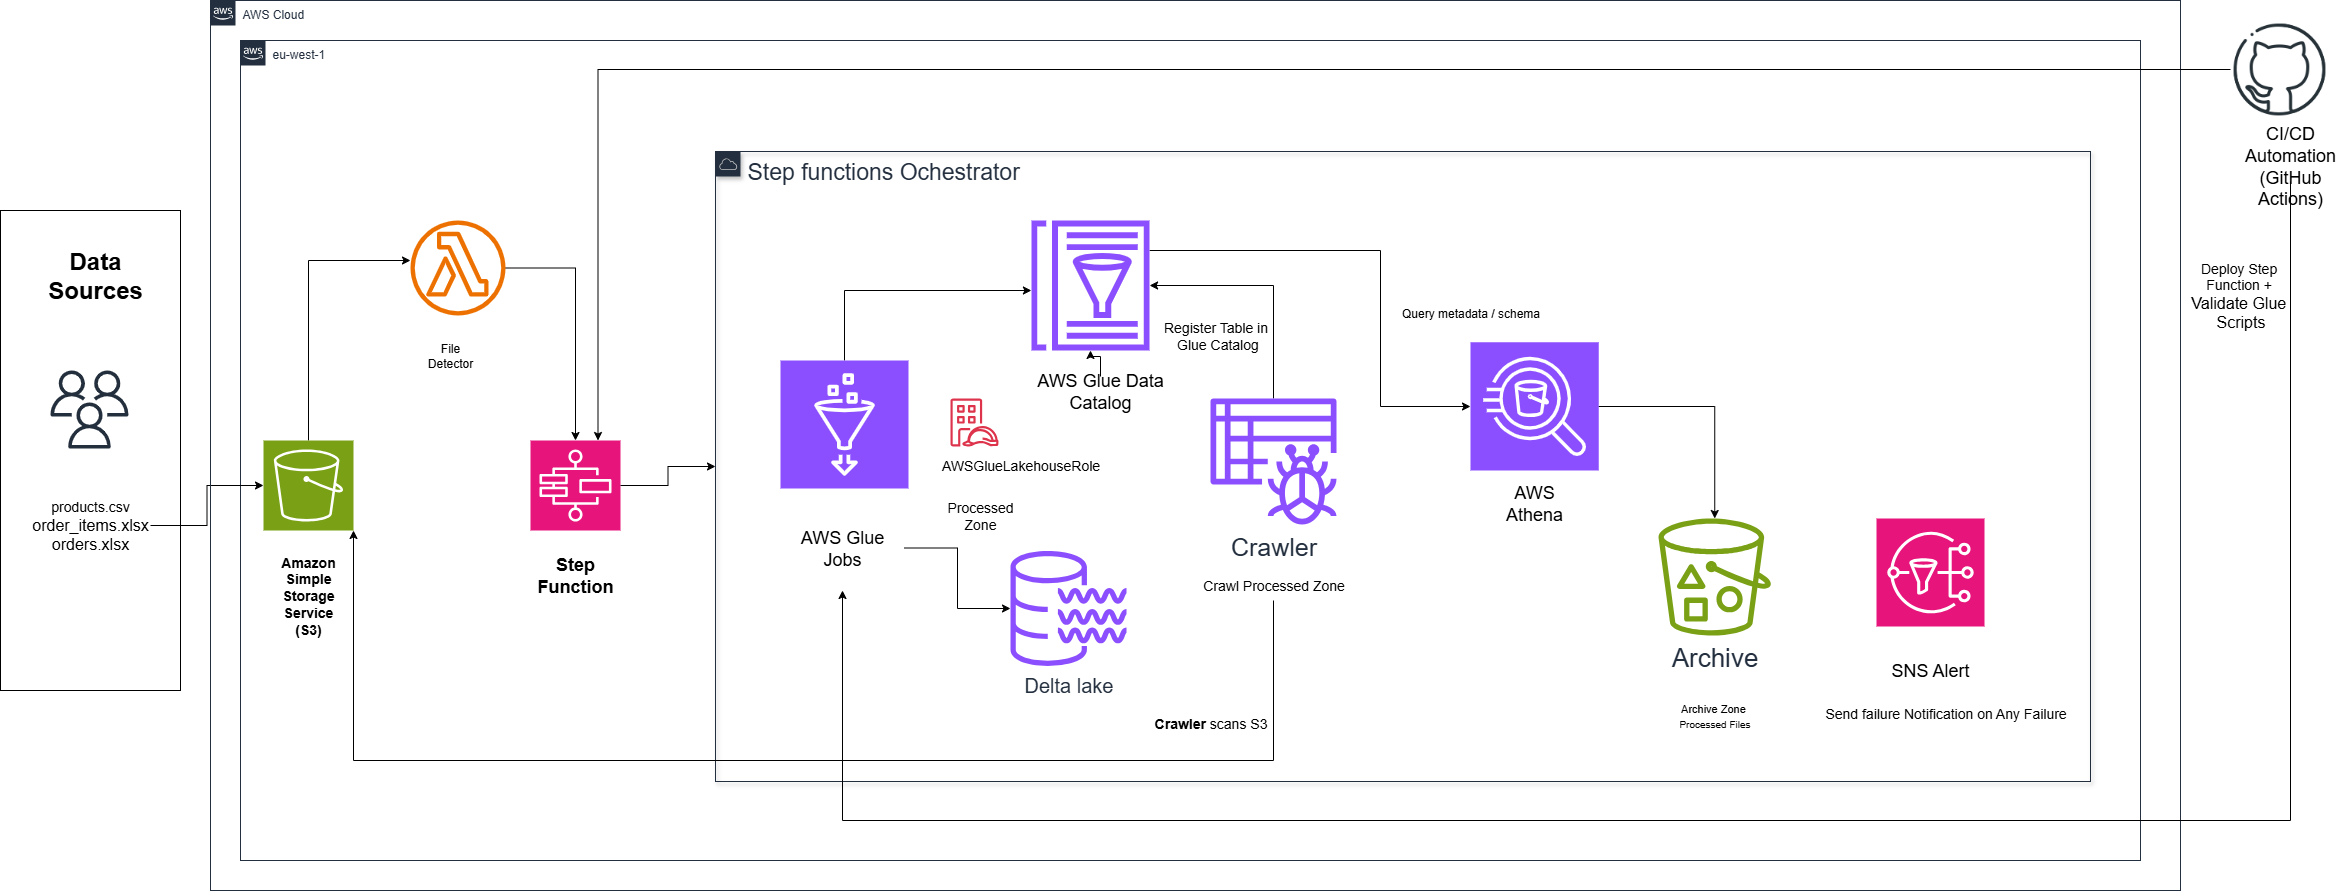 aws
AWS Cloud
aws
eu-west-1
CI/CD
Automation
(GitHub
Actions)
Step functions Ochestrator
Data
Sources
products.csv
order_items.xlsx
orders.xlsx
File
Detector
Amazon
Simple
Storage
Service
(S3)
Step
Function
AWS Glue
Jobs
AWS Glue Data
Catalog
AWSGlueLakehouseRole
Processed
Zone
Delta lake
Register Table in
Glue Catalog
Crawler
Crawl Processed Zone
Crawler scans S3
Query metadata / schema
AWS
Athena
Archive
Archive Zone
Processed Files
SNS Alert
Send failure Notification on Any Failure
Deploy Step
Function +
Validate Glue
Scripts